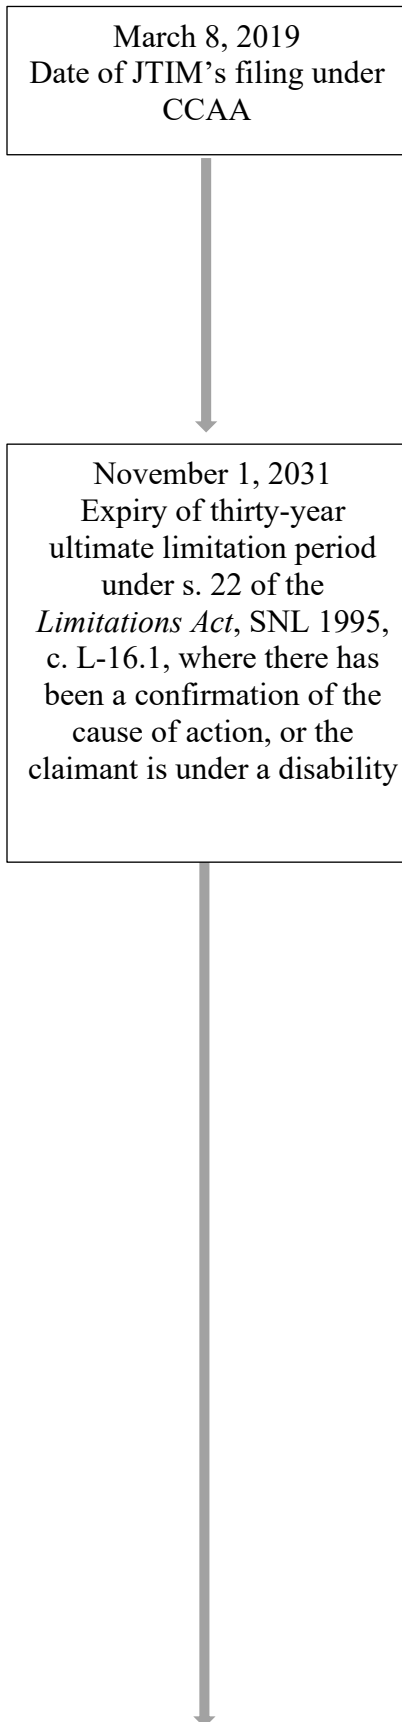 March 8, 2019
Date of JTIM’s filing under
CCAA
November 1, 2031
Expiry of thirty-year
ultimate limitation period
under s. 22 of the
Limitations Act, SNL 1995,
c. L-16.1, where there has
been a confirmation of the
cause of action, or the
claimant is under a disability